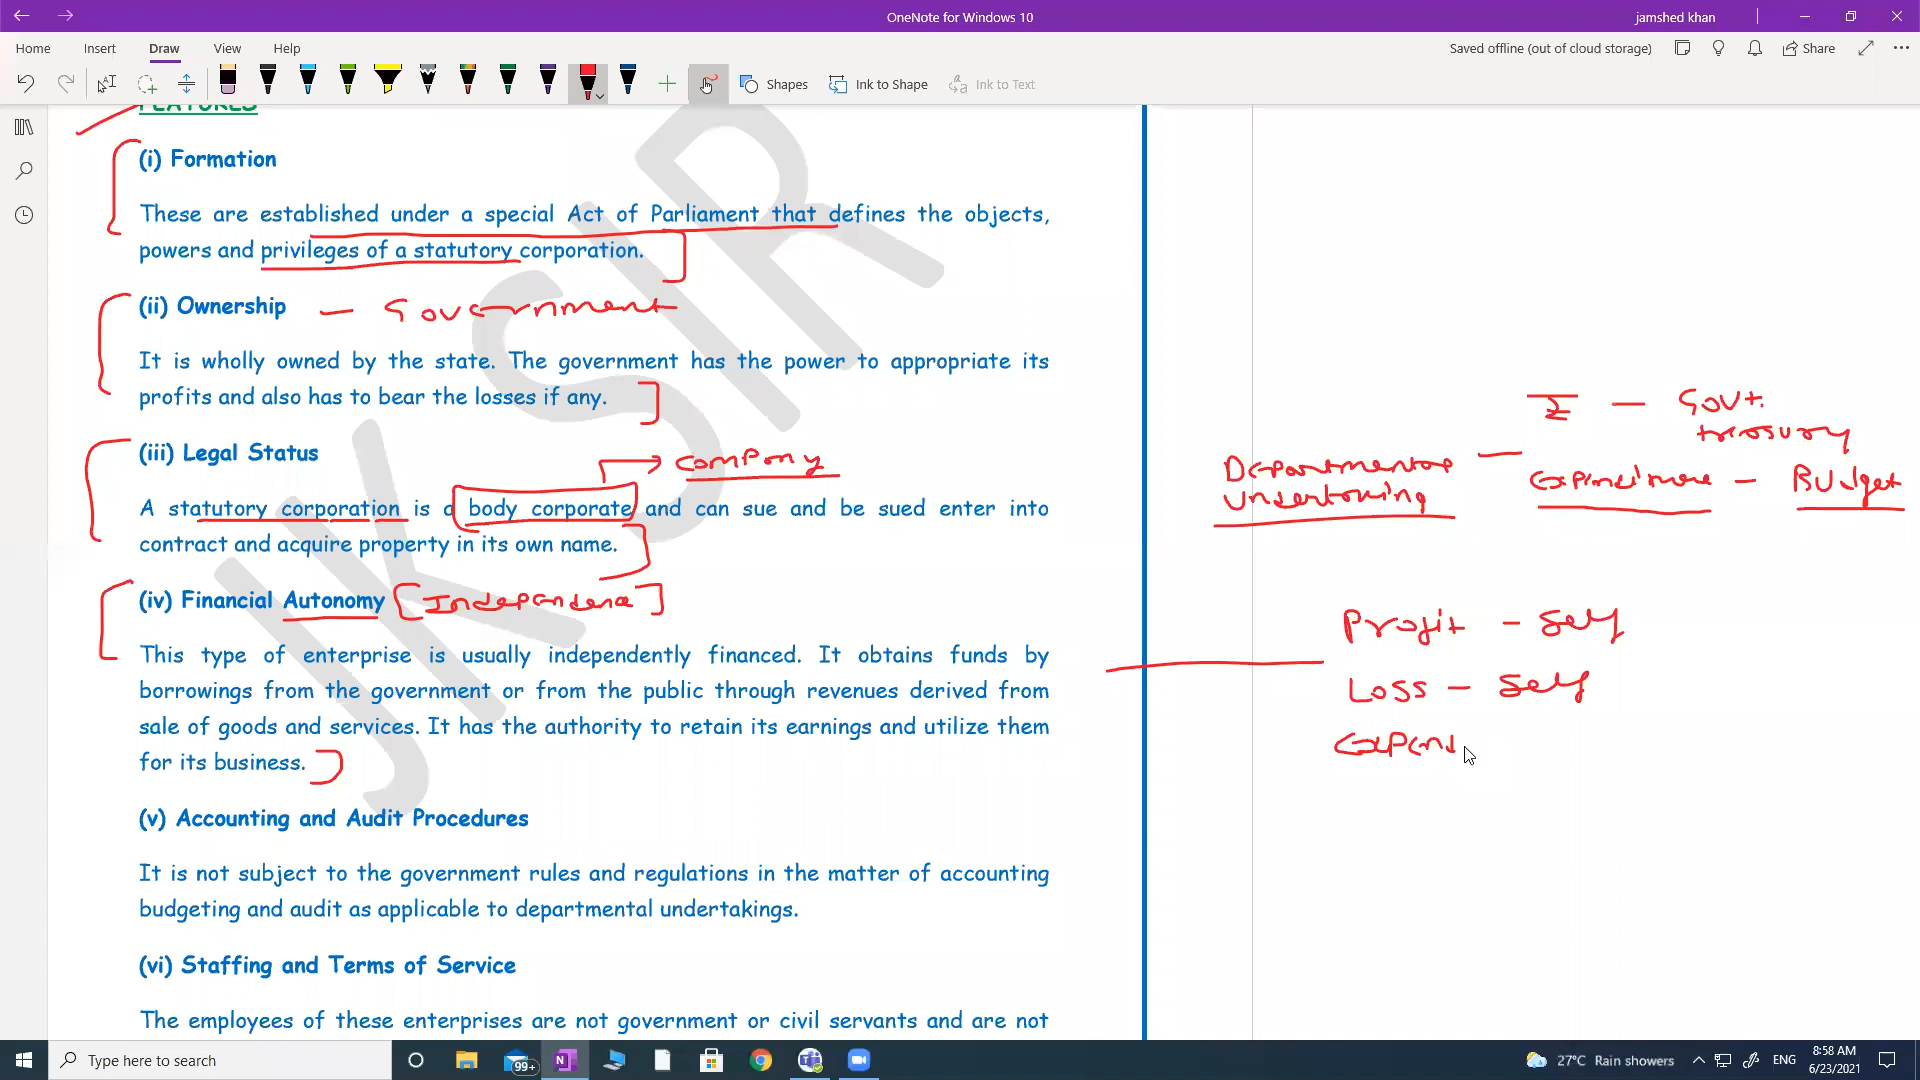 OneNote for Windows 10
jamshed khan
Home Insert Draw View Help
Saved offline (out of cloud storage)
Share
Shapes
Ink to Shape
Ink to Text
FEATURES
(i) Formation
These are established under a special Act of Parliament that defines the objects,
powers and privileges of a statutory corporation.
(ii) Ownership — Government
It is wholly owned by the state. The government has the power to appropriate its
profits and also has to bear the losses if any.
(iii) Legal Status
company
A statutory corporation is a body corporate and can sue and be sued enter into
contract and acquire property in its own name.
(iv) Financial Autonomy [Independence]
This type of enterprise is usually independently financed. It obtains funds by
borrowings from the government or from the public through revenues derived from
sale of goods and services. It has the authority to retain its earnings and utilize them
for its business.
(v) Accounting and Audit Procedures
It is not subject to the government rules and regulations in the matter of accounting
budgeting and audit as applicable to departmental undertakings.
(vi) Staffing and Terms of Service
The employees of these enterprises are not government or civil servants and are not
JK SIR
— Govt.
treasury
Departmental —
undertaking
Expenditure — Budget
Profit - Self
Loss - Self
Expend
Type here to search
99+
27°C Rain showers
ENG
8:58 AM
6/23/2021